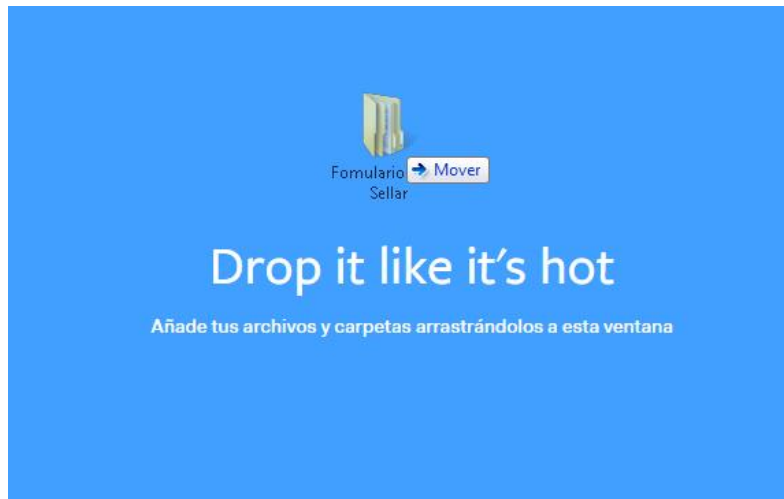 Fomulario
Mover
Sellar
Drop it like it's hot
Añade tus archivos y carpetas arrastrándolos a esta ventana